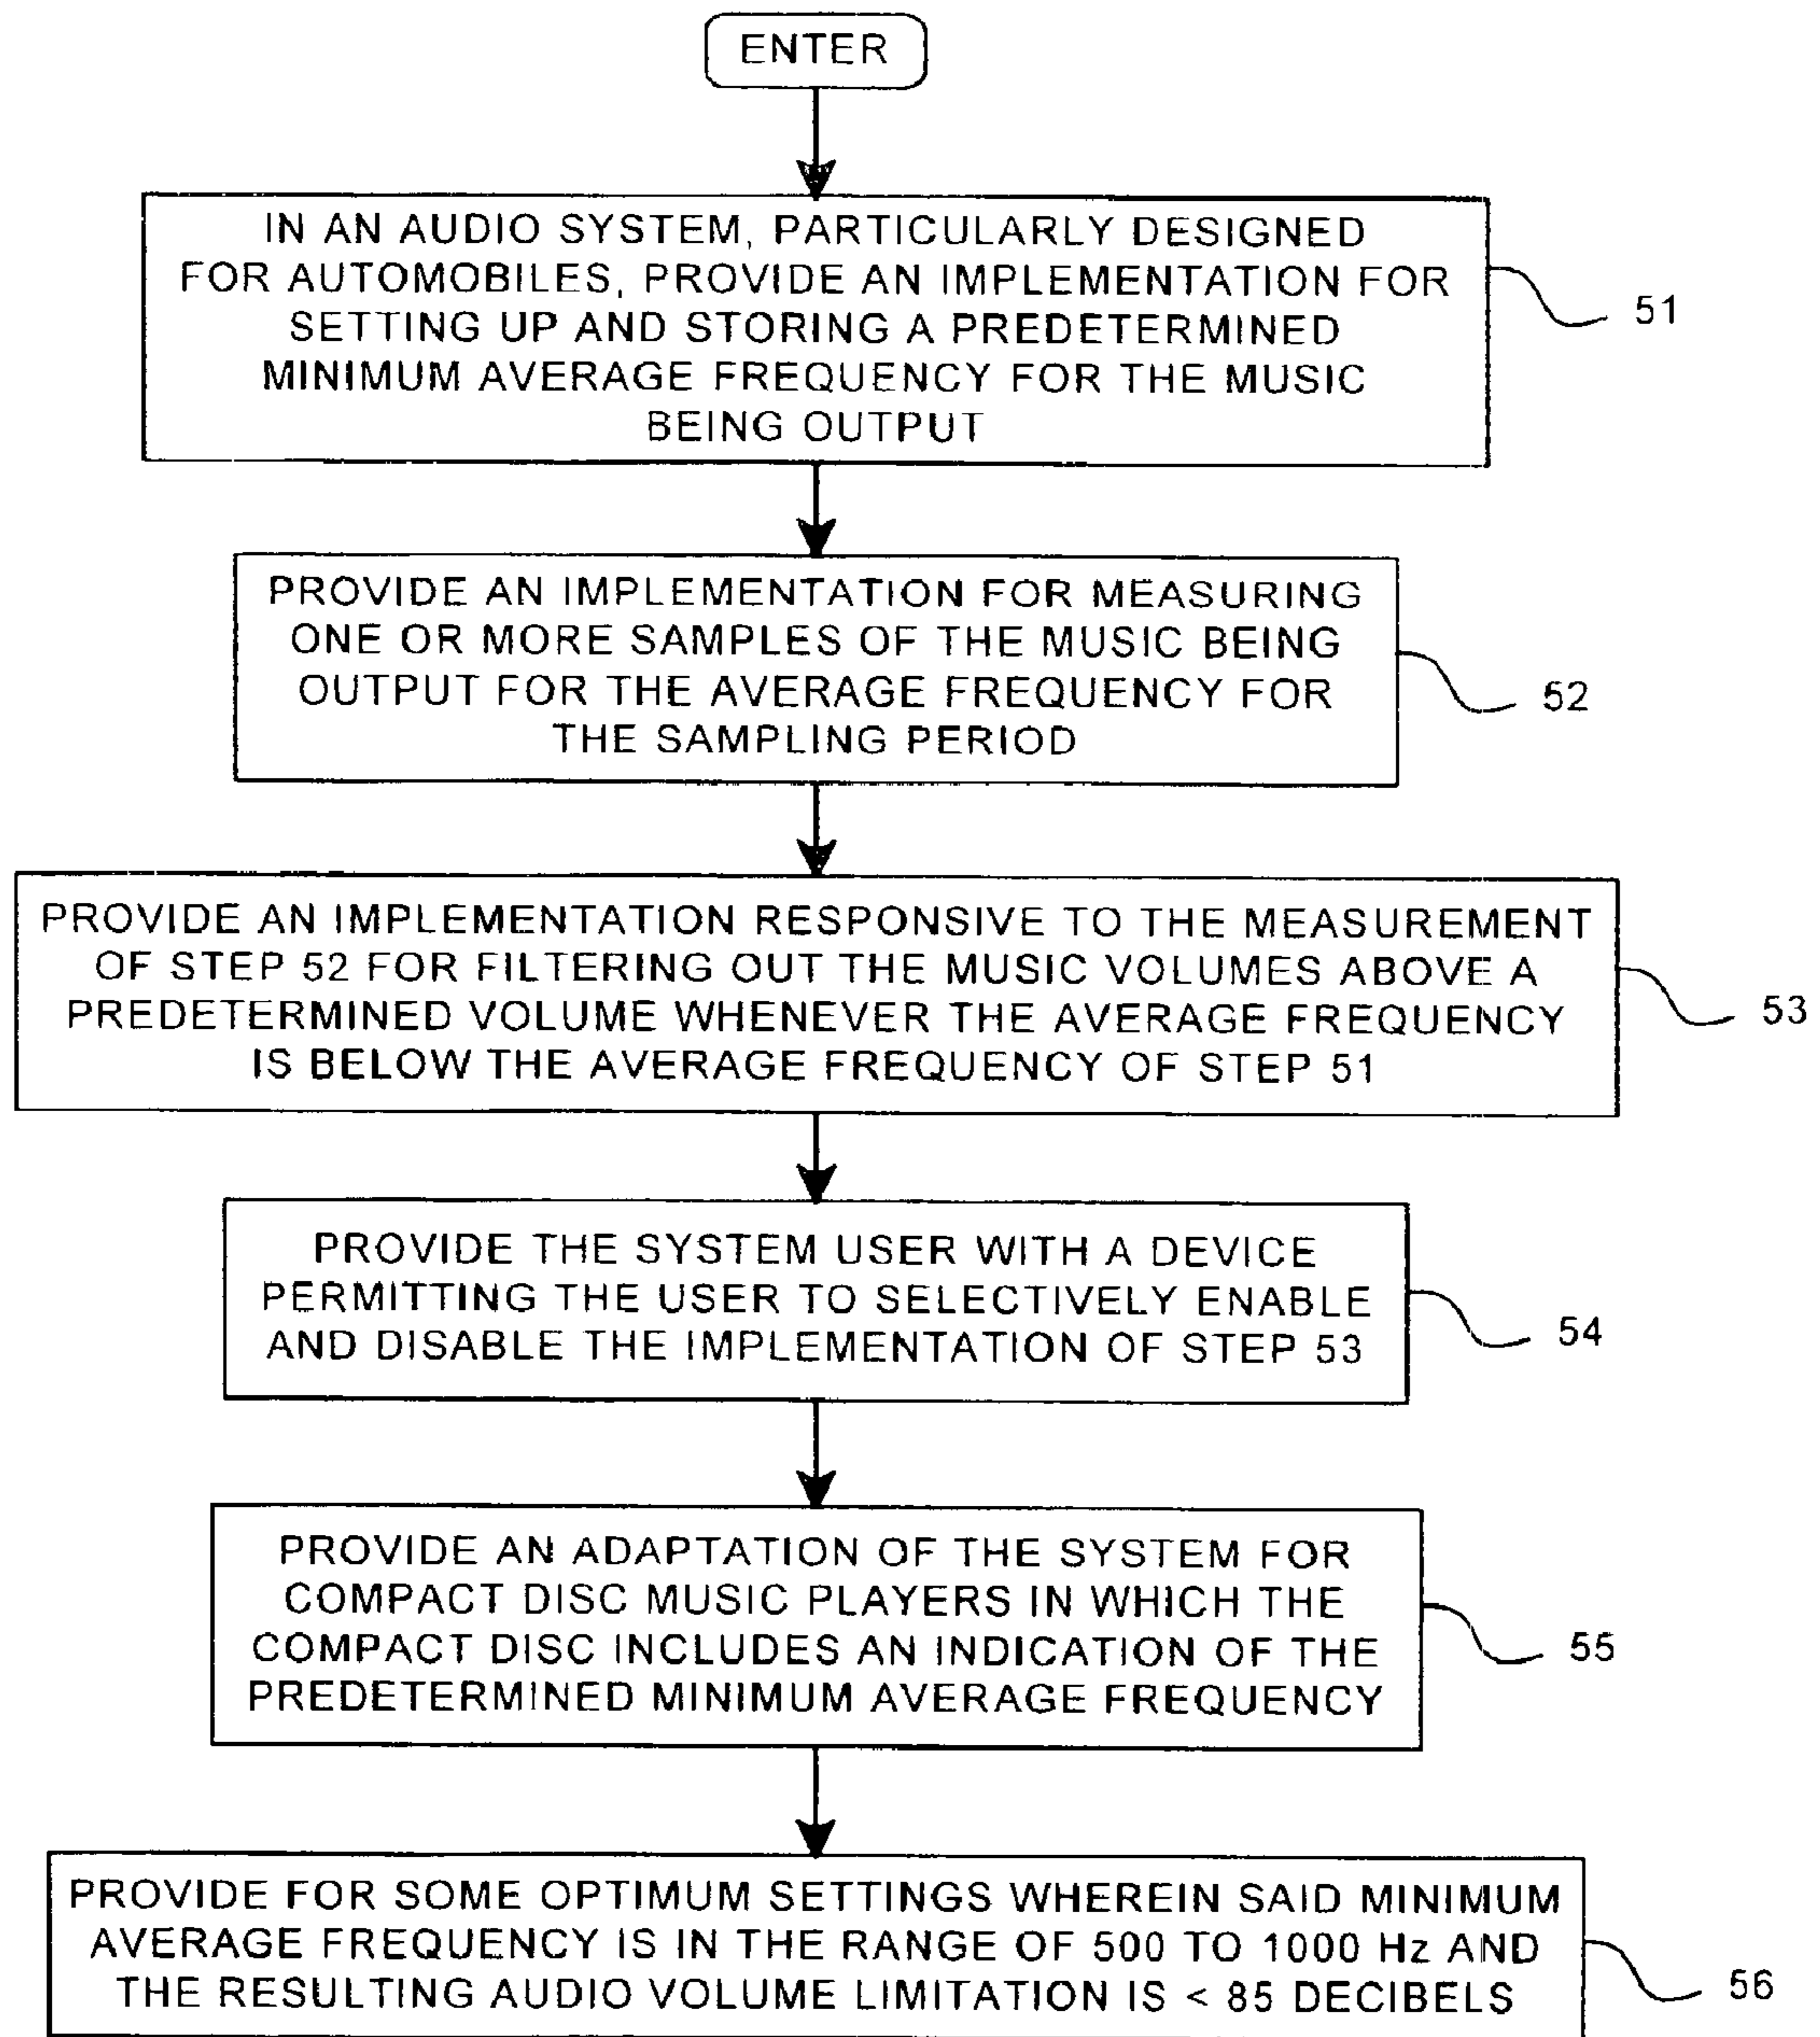 ENTER
IN AN AUDIO SYSTEM, PARTICULARLY DESIGNED
FOR AUTOMOBILES, PROVIDE AN IMPLEMENTATION FOR
SETTING UP AND STORING A PREDETERMINED
MINIMUM AVERAGE FREQUENCY FOR THE MUSIC
BEING OUTPUT
51
PROVIDE AN IMPLEMENTATION FOR MEASURING
ONE OR MORE SAMPLES OF THE MUSIC BEING
OUTPUT FOR THE AVERAGE FREQUENCY FOR
THE SAMPLING PERIOD
52
PROVIDE AN IMPLEMENTATION RESPONSIVE TO THE MEASUREMENT
OF STEP 52 FOR FILTERING OUT THE MUSIC VOLUMES ABOVE A
PREDETERMINED VOLUME WHENEVER THE AVERAGE FREQUENCY
IS BELOW THE AVERAGE FREQUENCY OF STEP 51
53
PROVIDE THE SYSTEM USER WITH A DEVICE
PERMITTING THE USER TO SELECTIVELY ENABLE
AND DISABLE THE IMPLEMENTATION OF STEP 53
54
PROVIDE AN ADAPTATION OF THE SYSTEM FOR
COMPACT DISC MUSIC PLAYERS IN WHICH THE
COMPACT DISC INCLUDES AN INDICATION OF THE
PREDETERMINED MINIMUM AVERAGE FREQUENCY
55
PROVIDE FOR SOME OPTIMUM SETTINGS WHEREIN SAID MINIMUM
AVERAGE FREQUENCY IS IN THE RANGE OF 500 TO 1000 Hz AND
THE RESULTING AUDIO VOLUME LIMITATION IS < 85 DECIBELS
56